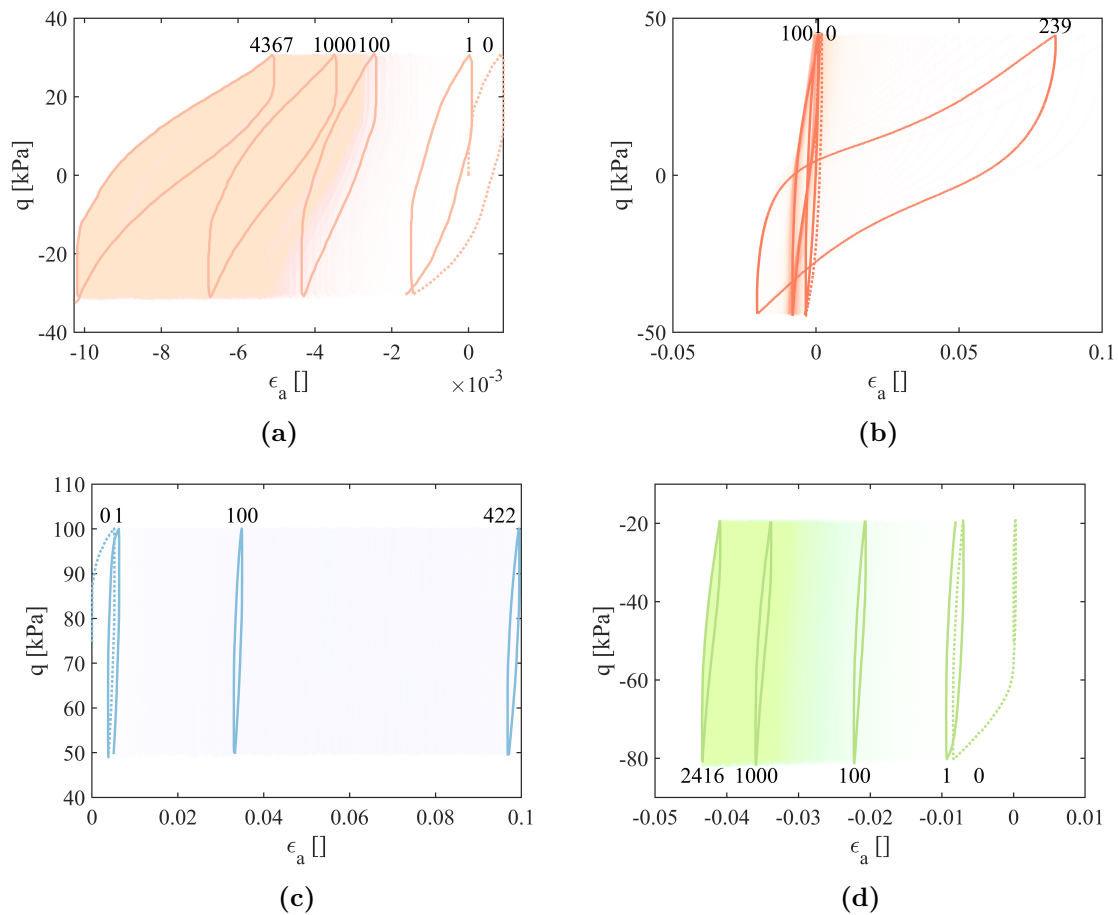 40
20
0
-20
-40
q [kPa]
4367 1000 100 1 0
-10 -8 -6 -4 -2 0
×10⁻³
ϵₐ []
(a)
50
0
-50
q [kPa]
100 1 0 239
-0.05 0 0.05 0.1
ϵₐ []
(b)
110
100
90
80
70
60
50
40
q [kPa]
0 1 100 422
0 0.02 0.04 0.06 0.08 0.1
ϵₐ []
(c)
-20
-40
-60
-80
q [kPa]
2416 1000 100 1 0
-0.05 -0.04 -0.03 -0.02 -0.01 0 0.01
ϵₐ []
(d)